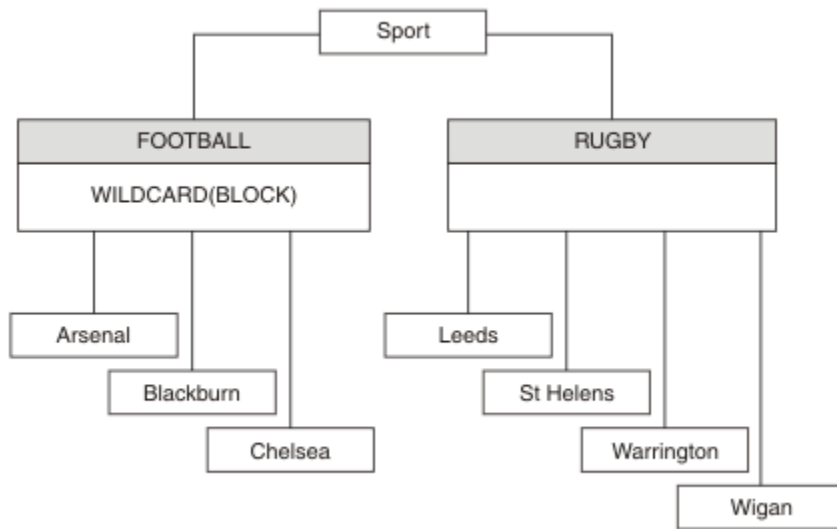 Sport
FOOTBALL
RUGBY
WILDCARD(BLOCK)
Arsenal
Leeds
Blackburn
St Helens
Chelsea
Warrington
Wigan